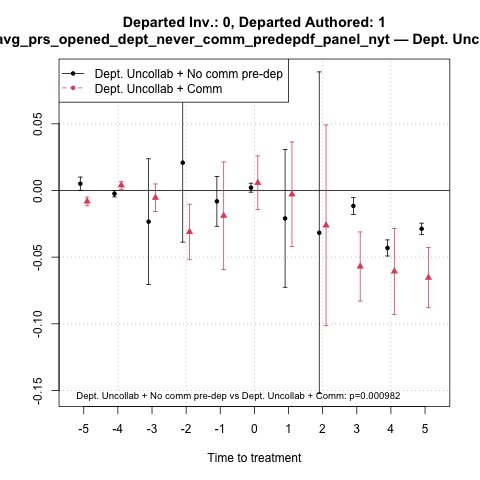 Departed Inv.: 0, Departed Authored: 1
avg_prs_opened_dept_never_comm_predepdf_panel_nyt — Dept. Unc
Dept. Uncollab + No comm pre-dep
Dept. Uncollab + Comm
0.05
0.00
-0.05
-0.10
-0.15
Dept. Uncollab + No comm pre-dep vs Dept. Uncollab + Comm: p=0.000982
-5 -4 -3 -2 -1 0 1 2 3 4 5
Time to treatment